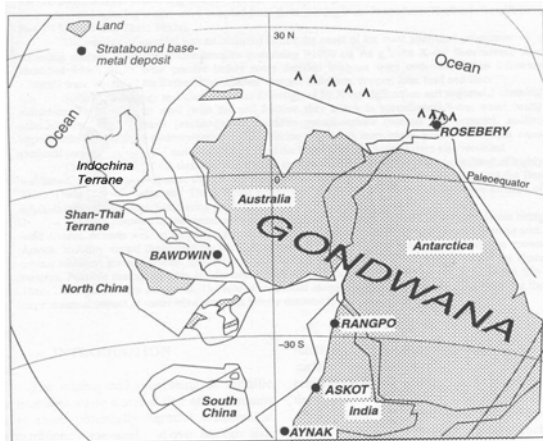 Land
Stratabound base-
metal deposit
30 N
Ocean
Ocean
ROSEBERY
Indochina
Terrane
0
Paleoequator
Australia
Shan-Thai
Terrane
Antarctica
BAWDWIN
GONDWANA
North China
RANGPO
–30 S
ASKOT
South
China
India
AYNAK